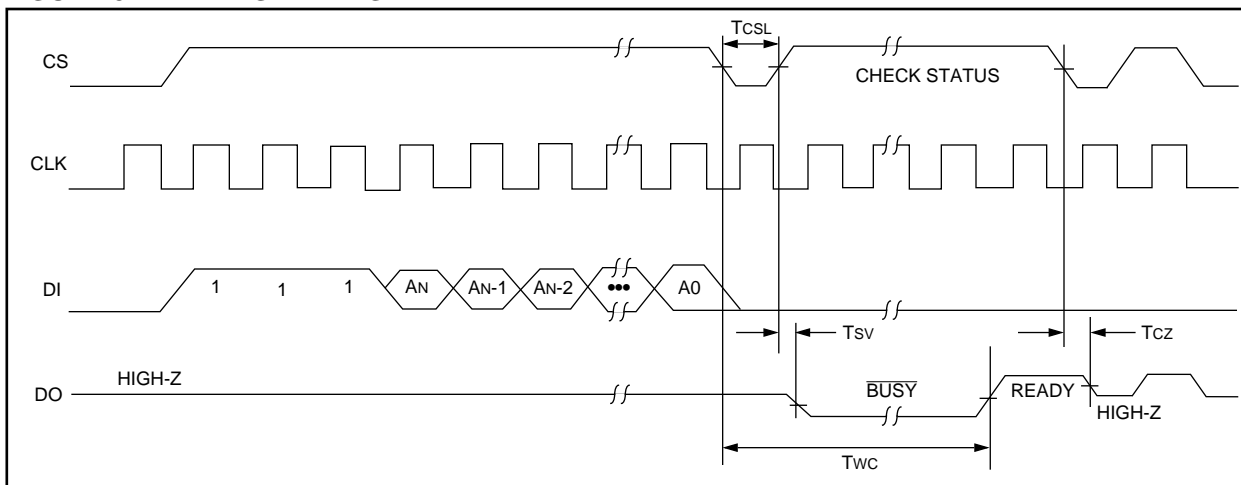 CS
TCSL
CHECK STATUS
CLK
DI
1 1 1 AN AN-1 AN-2 ••• A0
TSV
TCZ
DO
HIGH-Z
BUSY
READY
HIGH-Z
TWC